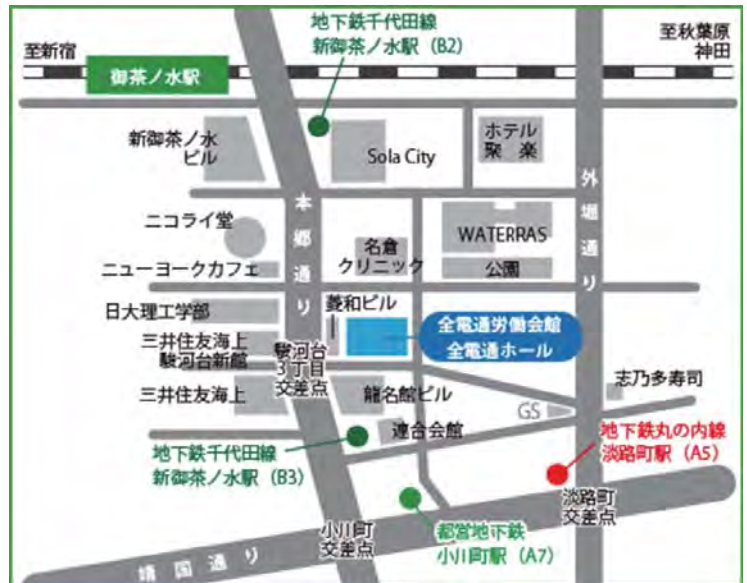 地下鉄千代田線
新御茶ノ水駅（B2）
至新宿
至秋葉原
神田
御茶ノ水駅
新御茶ノ水
ビル
Sola City
ホテル
聚楽
本郷通り
外堀通り
ニコライ堂
名倉
クリニック
WATERRAS
ニューヨークカフェ
公園
日大理工学部
菱和ビル
三井住友海上
駿河台新館
駿河台
3丁目
交差点
全電通労働会館
全電通ホール
三井住友海上
龍名館ビル
志乃多寿司
GS
連合会館
地下鉄千代田線
新御茶ノ水駅（B3）
地下鉄丸の内線
淡路町駅（A5）
淡路町
交差点
小川町
交差点
都営地下鉄
小川町駅（A7）
靖国通り